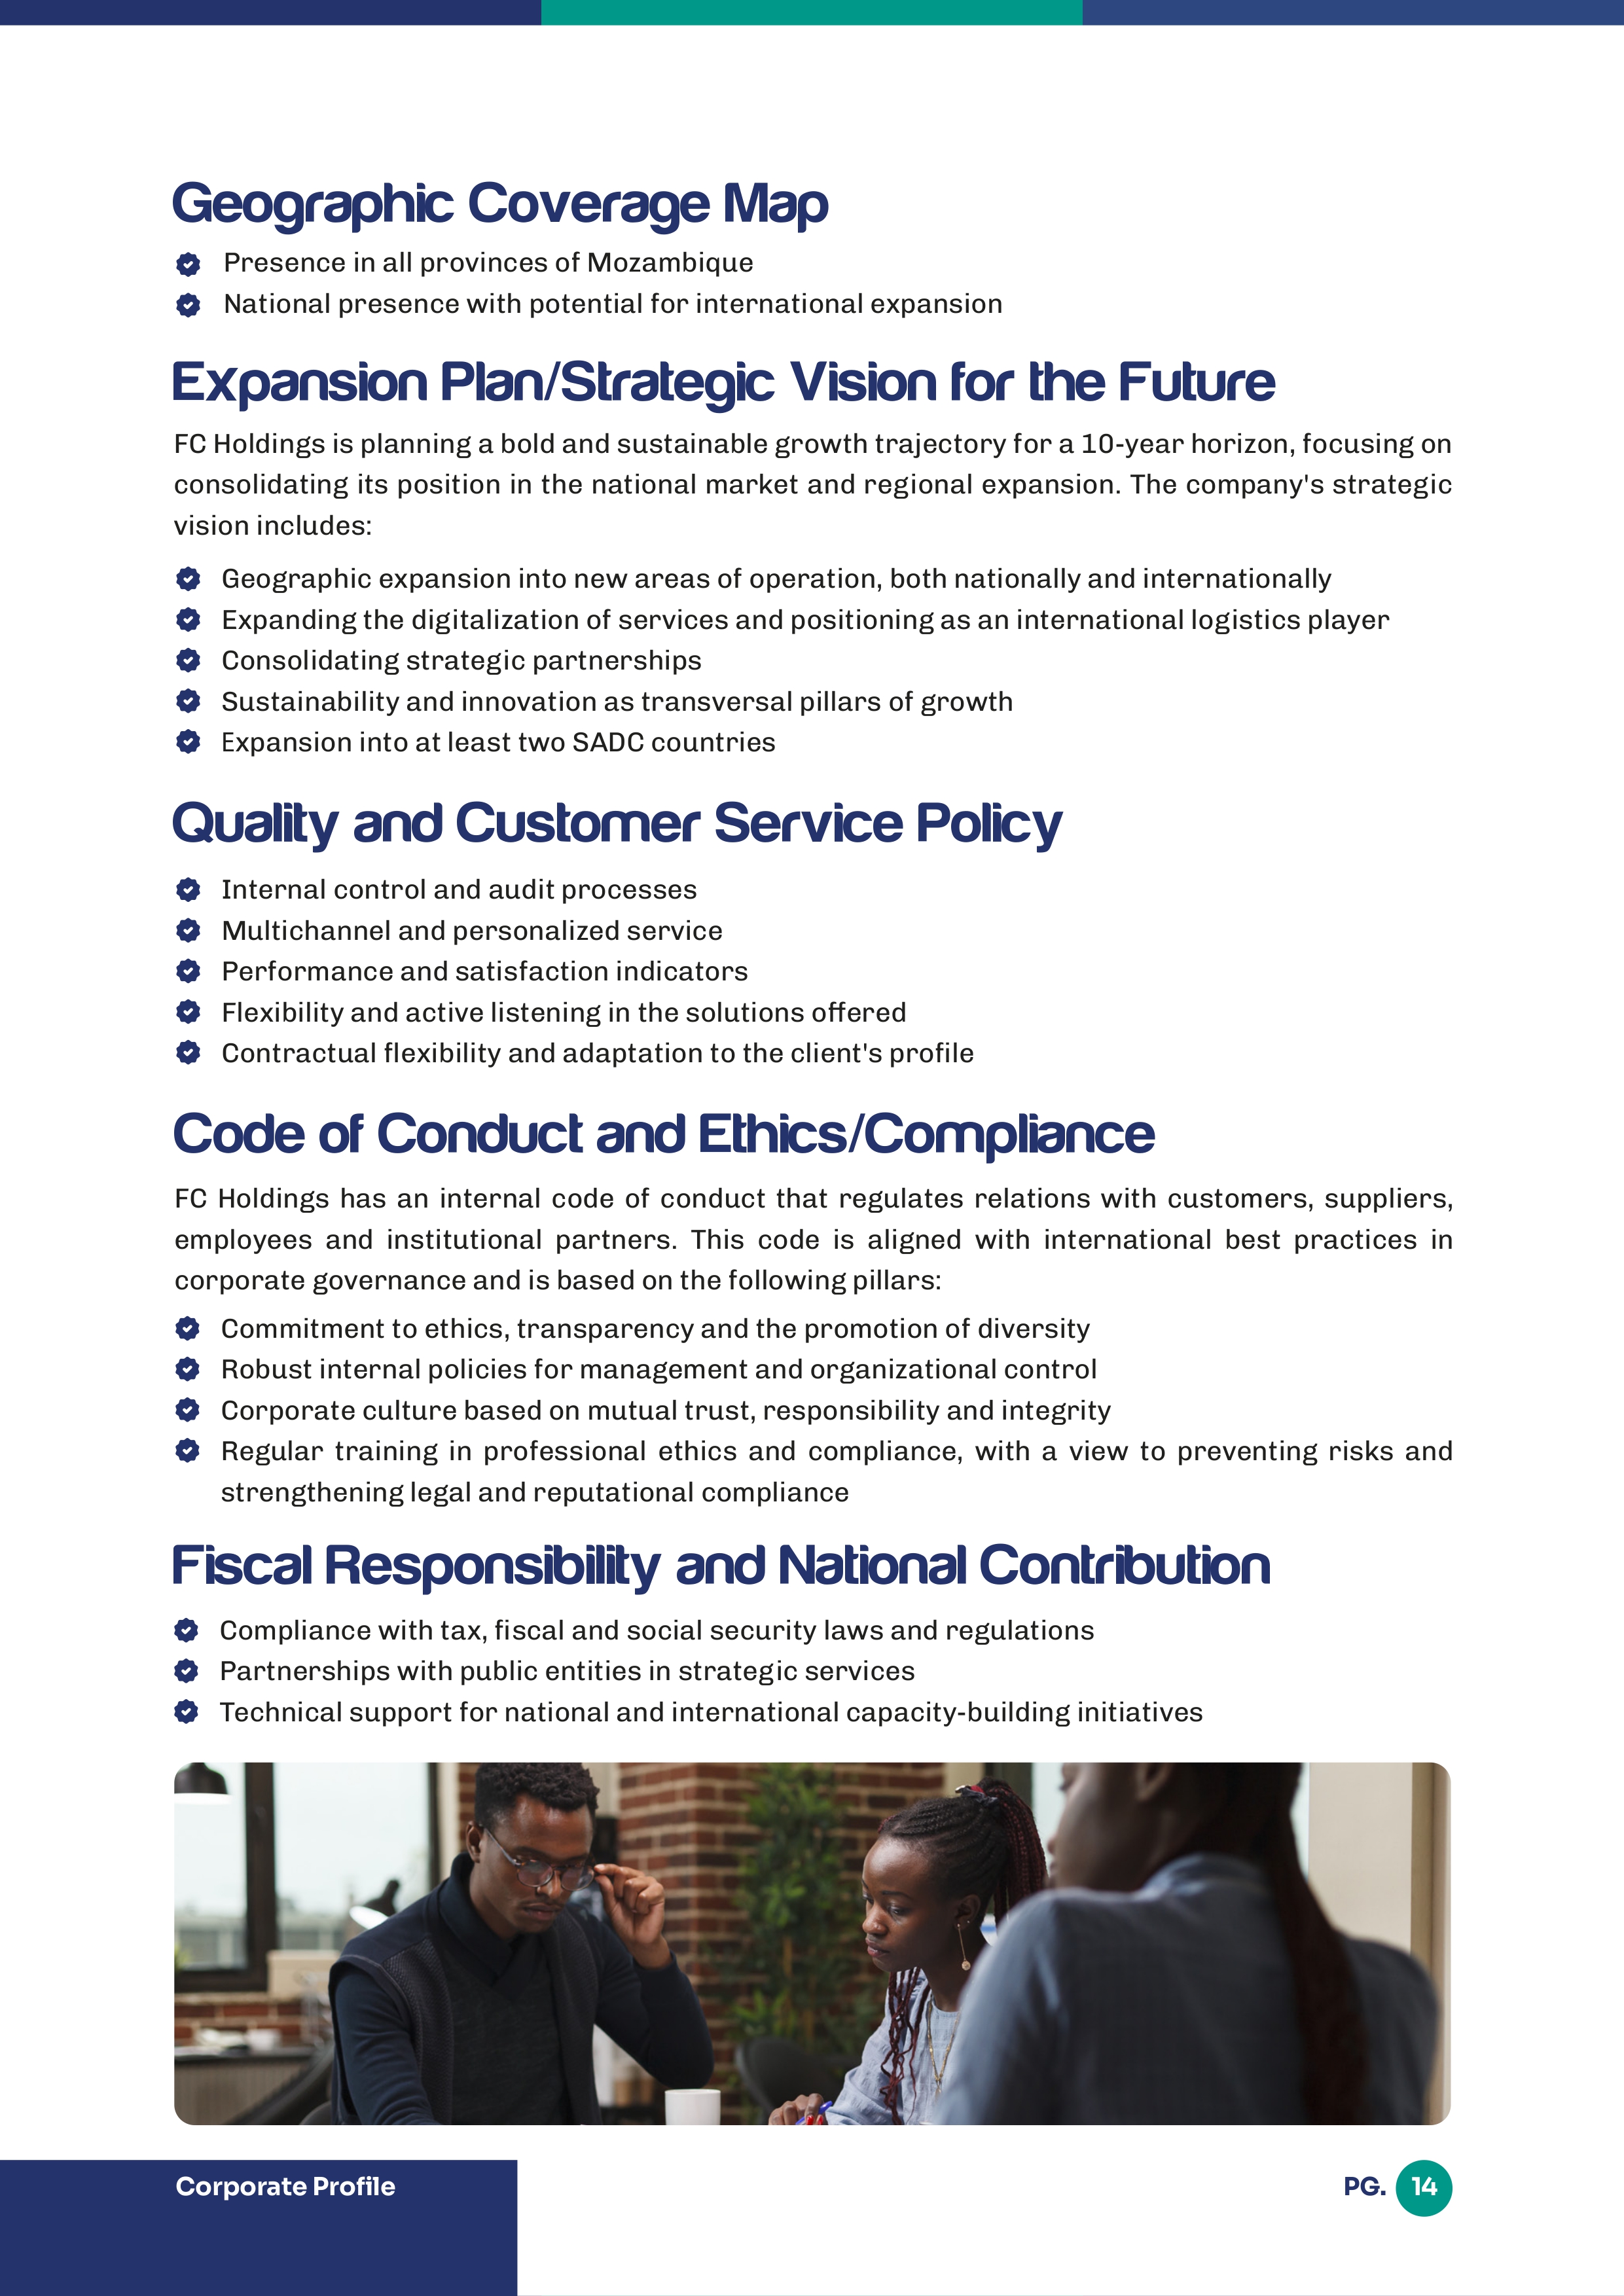 Geographic Coverage Map
Presence in all provinces of Mozambique
National presence with potential for international expansion
Expansion Plan/Strategic Vision for the Future
FC Holdings is planning a bold and sustainable growth trajectory for a 10-year horizon, focusing on
consolidating its position in the national market and regional expansion. The company's strategic
vision includes:
Geographic expansion into new areas of operation, both nationally and internationally
Expanding the digitalization of services and positioning as an international logistics player
Consolidating strategic partnerships
Sustainability and innovation as transversal pillars of growth
Expansion into at least two SADC countries
Quality and Customer Service Policy
Internal control and audit processes
Multichannel and personalized service
Performance and satisfaction indicators
Flexibility and active listening in the solutions offered
Contractual flexibility and adaptation to the client's profile
Code of Conduct and Ethics/Compliance
FC Holdings has an internal code of conduct that regulates relations with customers, suppliers,
employees and institutional partners. This code is aligned with international best practices in
corporate governance and is based on the following pillars:
Commitment to ethics, transparency and the promotion of diversity
Robust internal policies for management and organizational control
Corporate culture based on mutual trust, responsibility and integrity
Regular training in professional ethics and compliance, with a view to preventing risks and
strengthening legal and reputational compliance
Fiscal Responsibility and National Contribution
Compliance with tax, fiscal and social security laws and regulations
Partnerships with public entities in strategic services
Technical support for national and international capacity-building initiatives
Corporate Profile
PG. 14